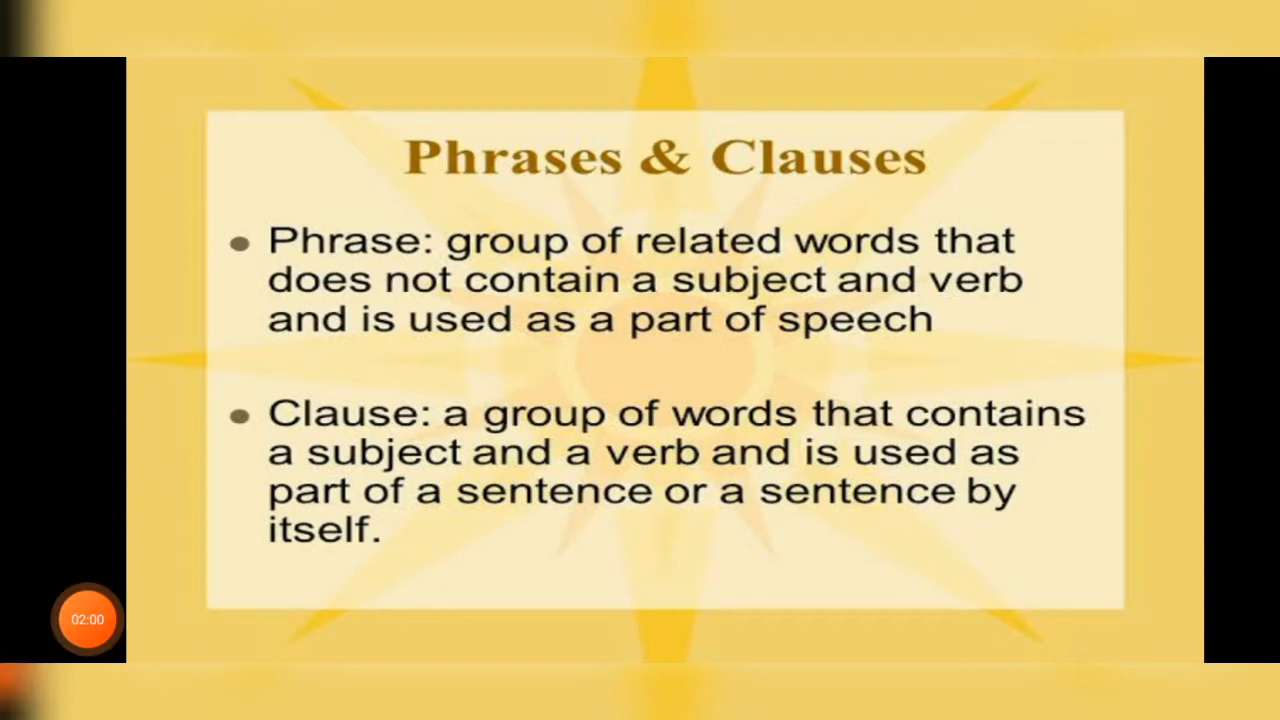 Phrases & Clauses
Phrase: group of related words that
does not contain a subject and verb
and is used as a part of speech
Clause: a group of words that contains
a subject and a verb and is used as
part of a sentence or a sentence by
itself.
02:00